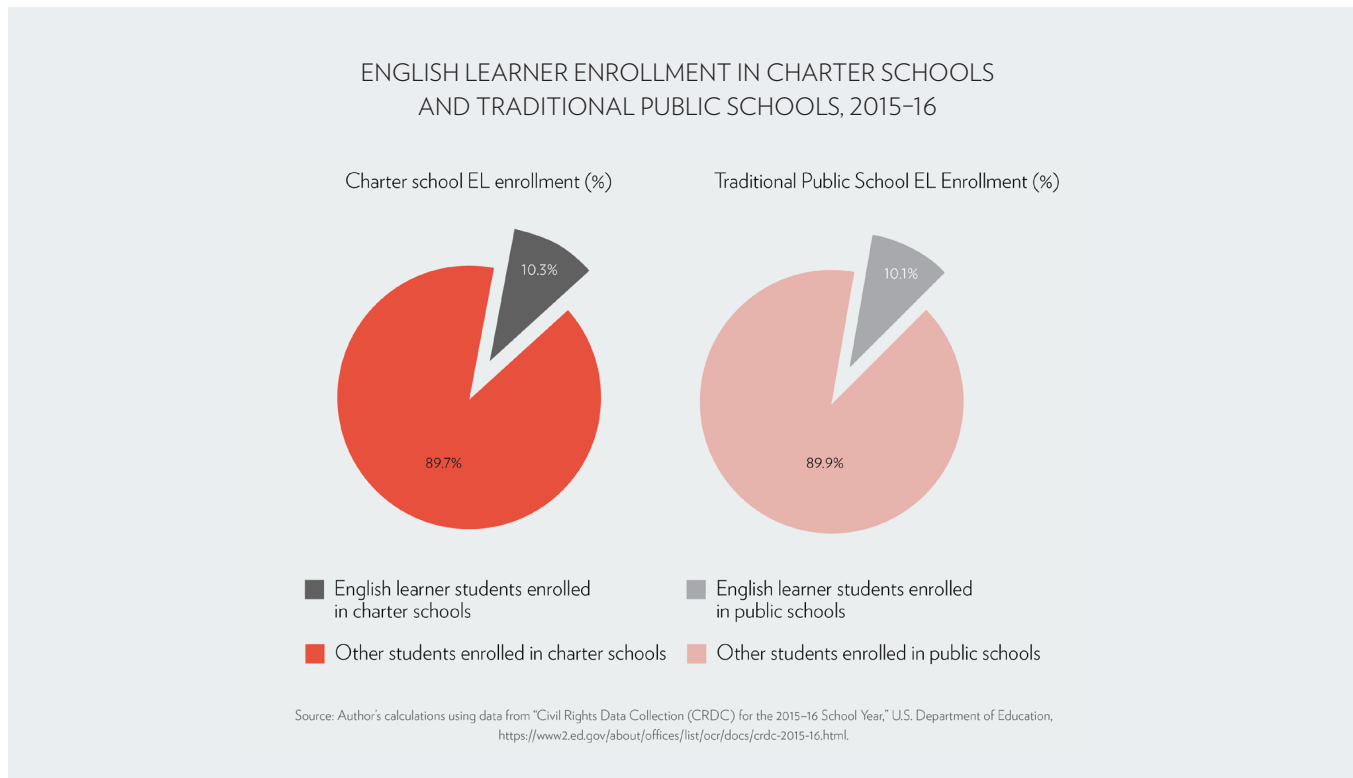 ENGLISH LEARNER ENROLLMENT IN CHARTER SCHOOLS
AND TRADITIONAL PUBLIC SCHOOLS, 2015–16
Charter school EL enrollment (%)
10.3%
89.7%
English learner students enrolled
in charter schools
Other students enrolled in charter schools
Traditional Public School EL Enrollment (%)
10.1%
89.9%
English learner students enrolled
in public schools
Other students enrolled in public schools
Source: Author's calculations using data from “Civil Rights Data Collection (CRDC) for the 2015–16 School Year,” U.S. Department of Education,
https://www2.ed.gov/about/offices/list/ocr/docs/crdc-2015-16.html.